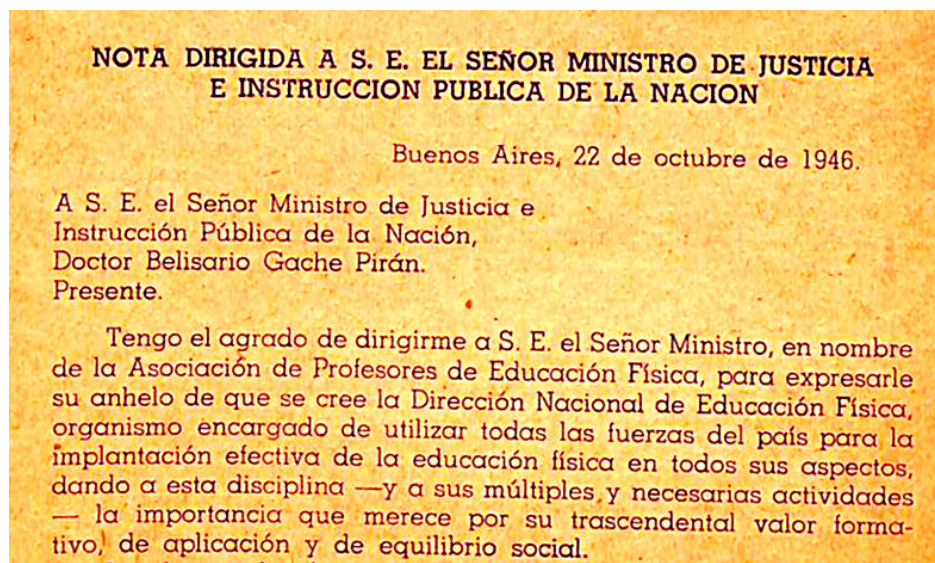 NOTA DIRIGIDA A S. E. EL SEÑOR MINISTRO DE JUSTICIA
E INSTRUCCION PUBLICA DE LA NACION
Buenos Aires, 22 de octubre de 1946.
A S. E. el Señor Ministro de Justicia e
Instrucción Pública de la Nación,
Doctor Belisario Gache Pirán.
Presente.
Tengo el agrado de dirigirme a S. E. el Señor Ministro, en nombre
de la Asociación de Profesores de Educación Física, para expresarle
su anhelo de que se cree la Dirección Nacional de Educación Física,
organismo encargado de utilizar todas las fuerzas del país para la
implantación efectiva de la educación física en todos sus aspectos,
dando a esta disciplina —y a sus múltiples y necesarias actividades
— la importancia que merece por su trascendental valor forma-
tivo, de aplicación y de equilibrio social.